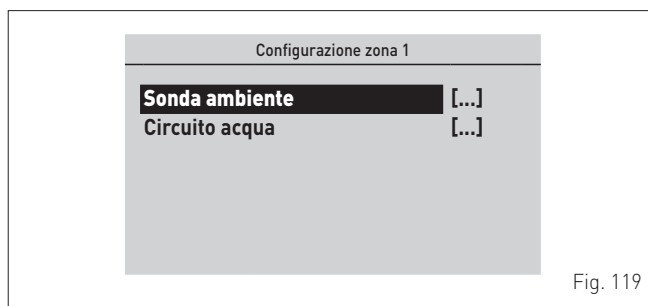 Configurazione zona 1
Sonda ambiente [...]
Circuito acqua [...]
Fig. 119